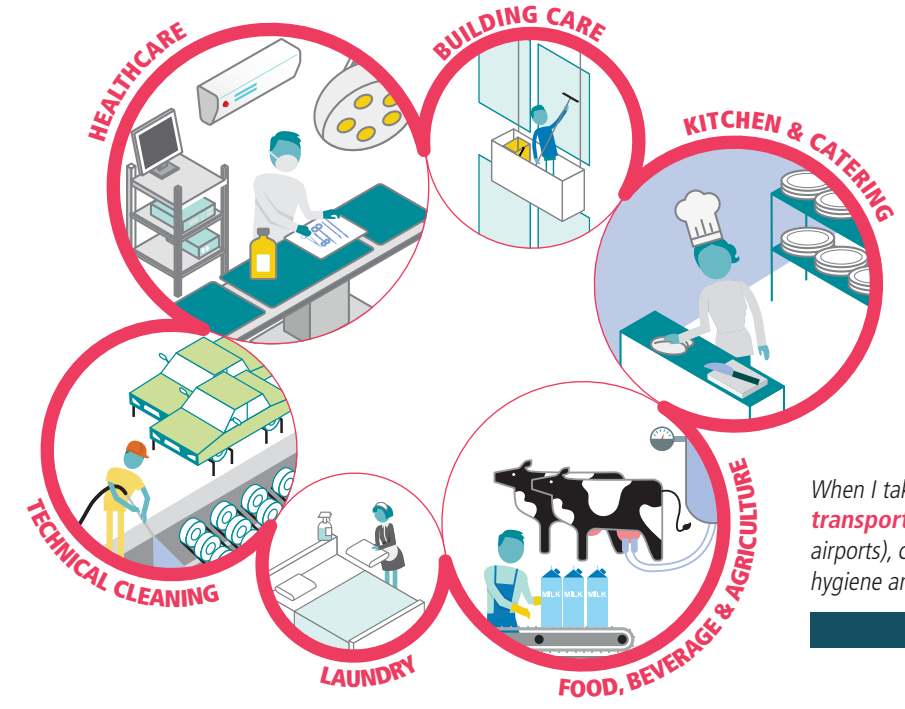 HEALTHCARE
BUILDING CARE
KITCHEN & CATERING
TECHNICAL CLEANING
LAUNDRY
FOOD, BEVERAGE & AGRICULTURE
MILK MILK MILK
When I tak
transport
airports), c
hygiene an